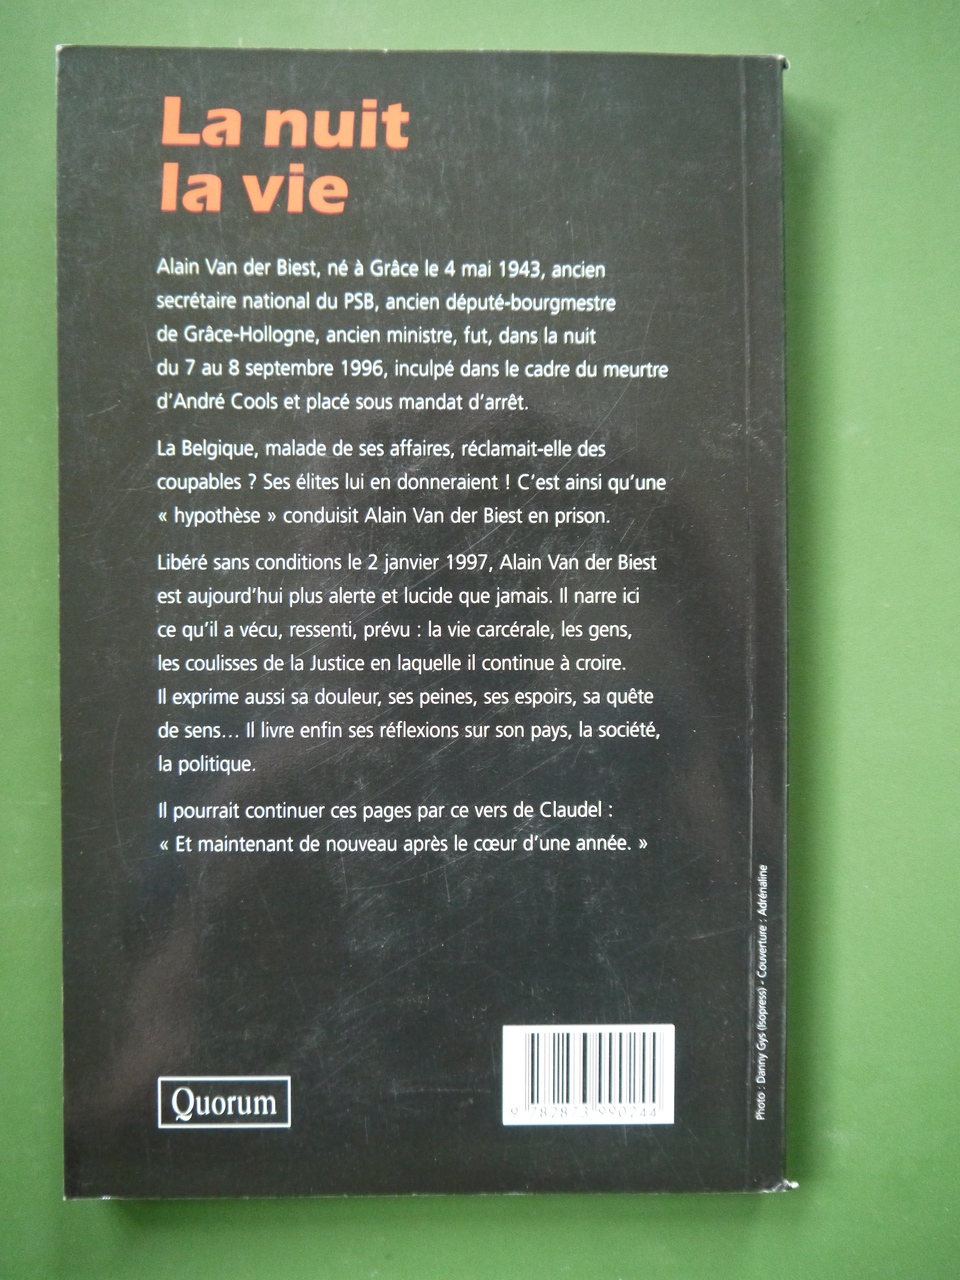 La nuit
la vie
Alain Van der Biest, né à Grâce le 4 mai 1943, ancien
secrétaire national du PSB, ancien député-bourgmestre
de Grâce-Hollogne, ancien ministre, fut, dans la nuit
du 7 au 8 septembre 1996, inculpé dans le cadre du meurtre
d'André Cools et placé sous mandat d'arrêt.
La Belgique, malade de ses affaires, réclamait-elle des
coupables ? Ses élites lui en donneraient ! C'est ainsi qu'une
« hypothèse » conduisit Alain Van der Biest en prison.
Libéré sans conditions le 2 janvier 1997, Alain Van der Biest
est aujourd'hui plus alerte et lucide que jamais. Il narre ici
ce qu'il a vécu, ressenti, prévu : la vie carcérale, les gens,
les coulisses de la Justice en laquelle il continue à croire.
Il exprime aussi sa douleur, ses peines, ses espoirs, sa quête
de sens... Il livre enfin ses réflexions sur son pays, la société,
la politique.
Il pourrait continuer ces pages par ce vers de Claudel :
« Et maintenant de nouveau après le cœur d'une année. »
Photo : Danny Gys (Isopress) - Couverture : Adrénaline
Quorum
9 782873 990244